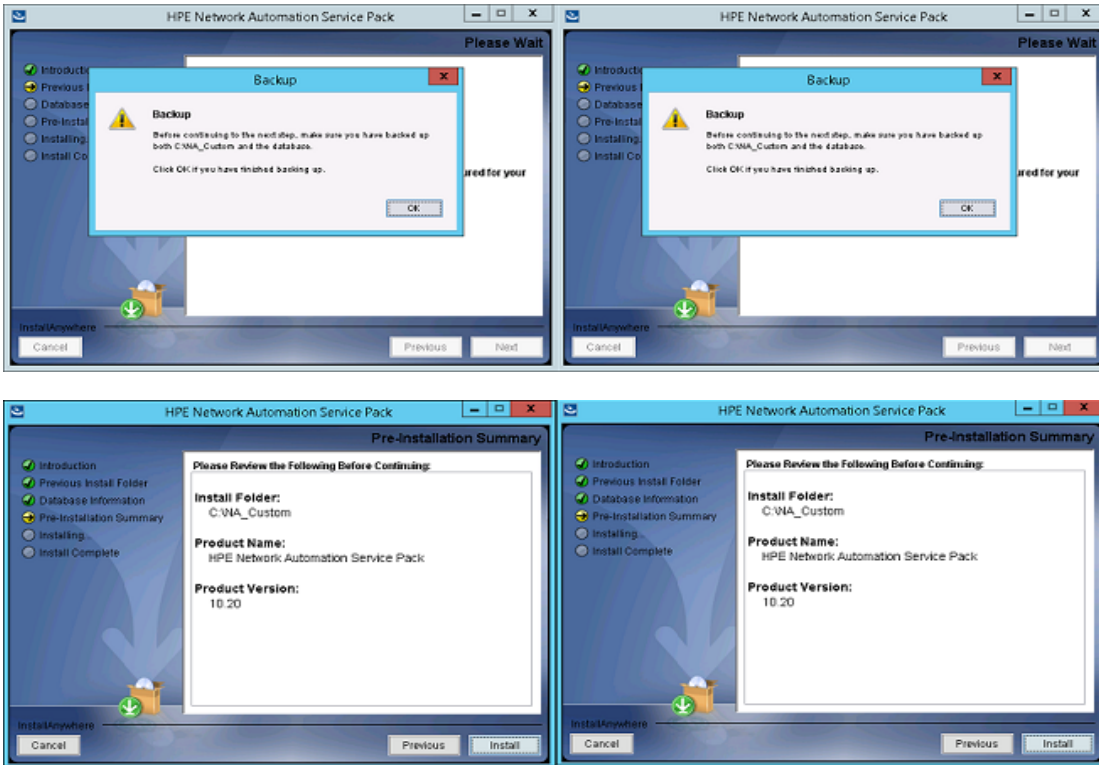 HPE Network Automation Service Pack
Please Wait
Introducti
Previous I
Database
Pre-Instal
Installing.
Install Co
Backup
Backup
Before continuing to the next step, make sure you have backed up
both C:\NA_Custom and the database.
Click OK if you have finished backing up.
OK
ured for your
InstallAnywhere
Cancel
Previous
Next
HPE Network Automation Service Pack
Please Wait
Introducti
Previous I
Database
Pre-Instal
Installing.
Install Co
Backup
Backup
Before continuing to the next step, make sure you have backed up
both C:\NA_Custom and the database.
Click OK if you have finished backing up.
OK
ured for your
InstallAnywhere
Cancel
Previous
Next
HPE Network Automation Service Pack
Pre-Installation Summary
Introduction
Previous Install Folder
Database Information
Pre-Installation Summary
Installing...
Install Complete
Please Review the Following Before Continuing:
Install Folder:
C:\NA_Custom
Product Name:
HPE Network Automation Service Pack
Product Version:
10.20
InstallAnywhere
Cancel
Previous
Install
HPE Network Automation Service Pack
Pre-Installation Summary
Introduction
Previous Install Folder
Database Information
Pre-Installation Summary
Installing...
Install Complete
Please Review the Following Before Continuing:
Install Folder:
C:\NA_Custom
Product Name:
HPE Network Automation Service Pack
Product Version:
10.20
InstallAnywhere
Cancel
Previous
Install